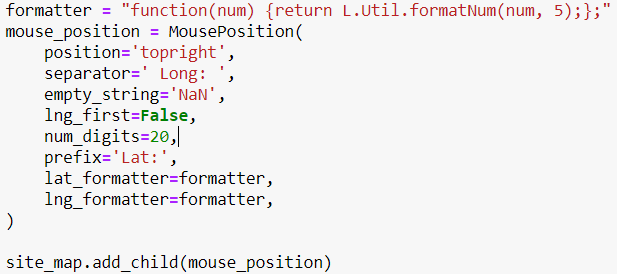 formatter = "function(num) {return L.Util.formatNum(num, 5);};"
mouse_position = MousePosition(
    position='topright',
    separator=' Long: ',
    empty_string='NaN',
    lng_first=False,
    num_digits=20,
    prefix='Lat:',
    lat_formatter=formatter,
    lng_formatter=formatter,
)

site_map.add_child(mouse_position)